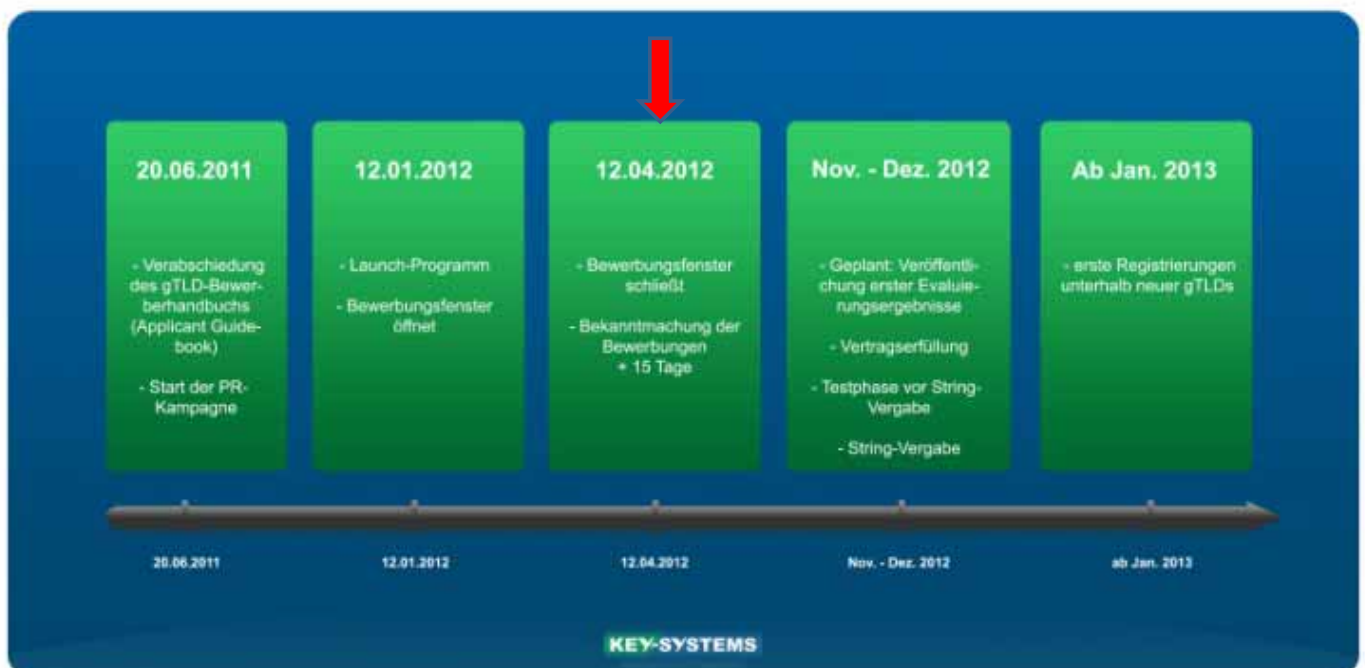 20.06.2011
- Verabschiedung
des gTLD-Bewer-
berhandbuchs
(Applicant Guide-
book)
- Start der PR-
Kampagne
12.01.2012
- Launch-Programm
- Bewerbungsfenster
öffnet
12.04.2012
- Bewerbungsfenster
schließt
- Bekanntmachung der
Bewerbungen
+ 15 Tage
Nov. - Dez. 2012
- Geplant: Veröffentli-
chung erster Evaluie-
rungsergebnisse
- Vertragserfüllung
- Testphase vor String-
Vergabe
- String-Vergabe
Ab Jan. 2013
- erste Registrierungen
unterhalb neuer gTLDs
20.06.2011
12.01.2012
12.04.2012
Nov. - Dez. 2012
ab Jan. 2013
KEY-SYSTEMS